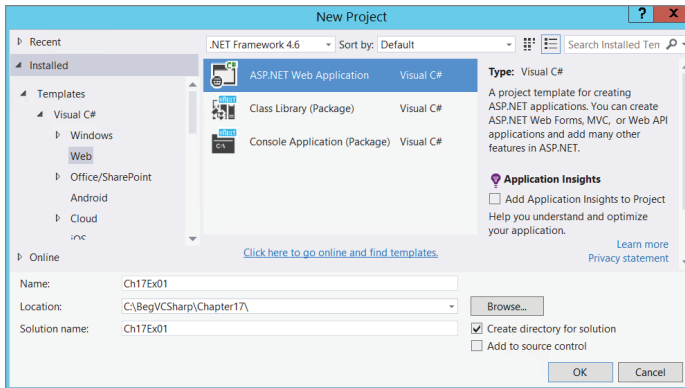 New Project
? X
Recent
.NET Framework 4.6
Sort by: Default
Search Installed Ten
Installed
Templates
Visual C#
Windows
Web
Office/SharePoint
Android
Cloud
iOS
Online
ASP.NET Web Application Visual C#
Class Library (Package) Visual C#
Console Application (Package) Visual C#
Click here to go online and find templates.
Type: Visual C#
A project template for creating
ASP.NET applications. You can create
ASP.NET Web Forms, MVC, or Web API
applications and add many other
features in ASP.NET.
Application Insights
Add Application Insights to Project
Help you understand and optimize
your application.
Learn more
Privacy statement
Name: Ch17Ex01
Location: C:\BegVCSharp\Chapter17\ Browse...
Solution name: Ch17Ex01
Create directory for solution
Add to source control
OK Cancel